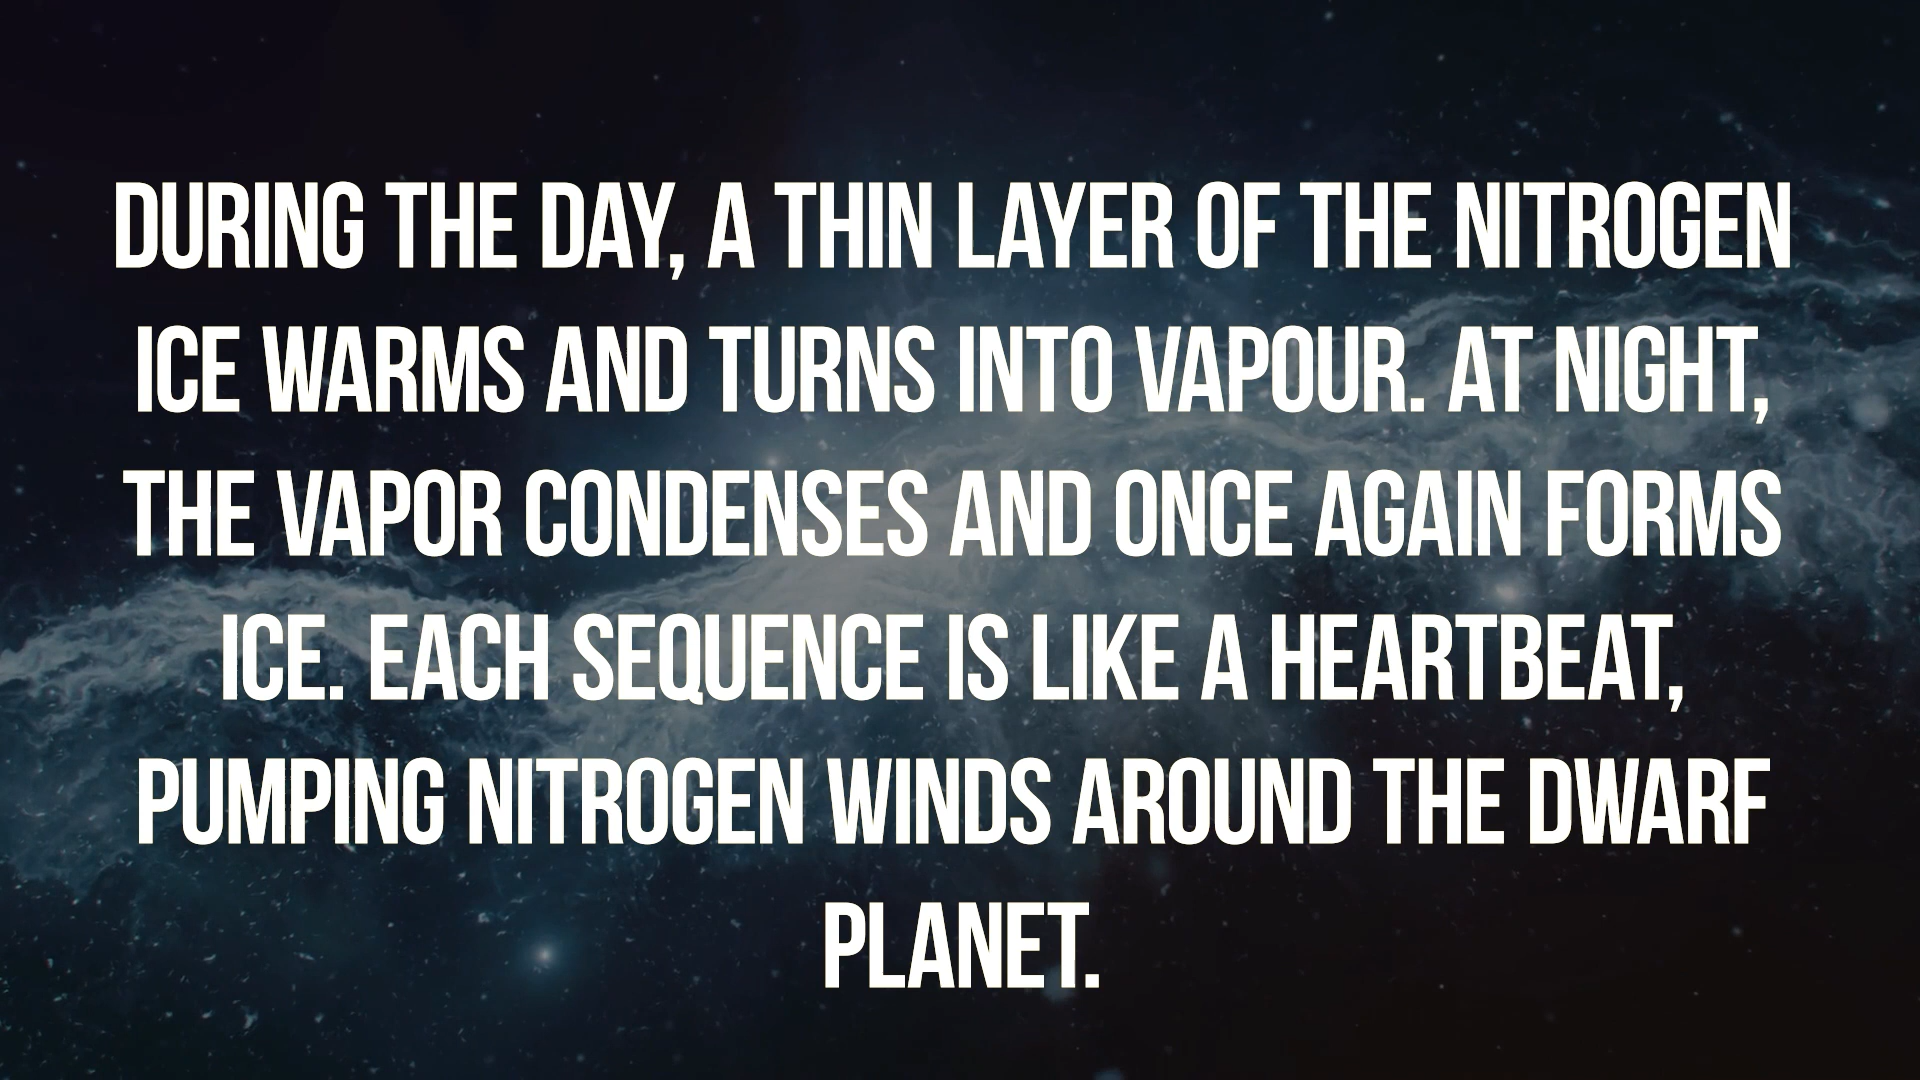 DURING THE DAY, A THIN LAYER OF THE NITROGEN
ICE WARMS AND TURNS INTO VAPOUR. AT NIGHT,
THE VAPOR CONDENSES AND ONCE AGAIN FORMS
ICE. EACH SEQUENCE IS LIKE A HEARTBEAT,
PUMPING NITROGEN WINDS AROUND THE DWARF
PLANET.